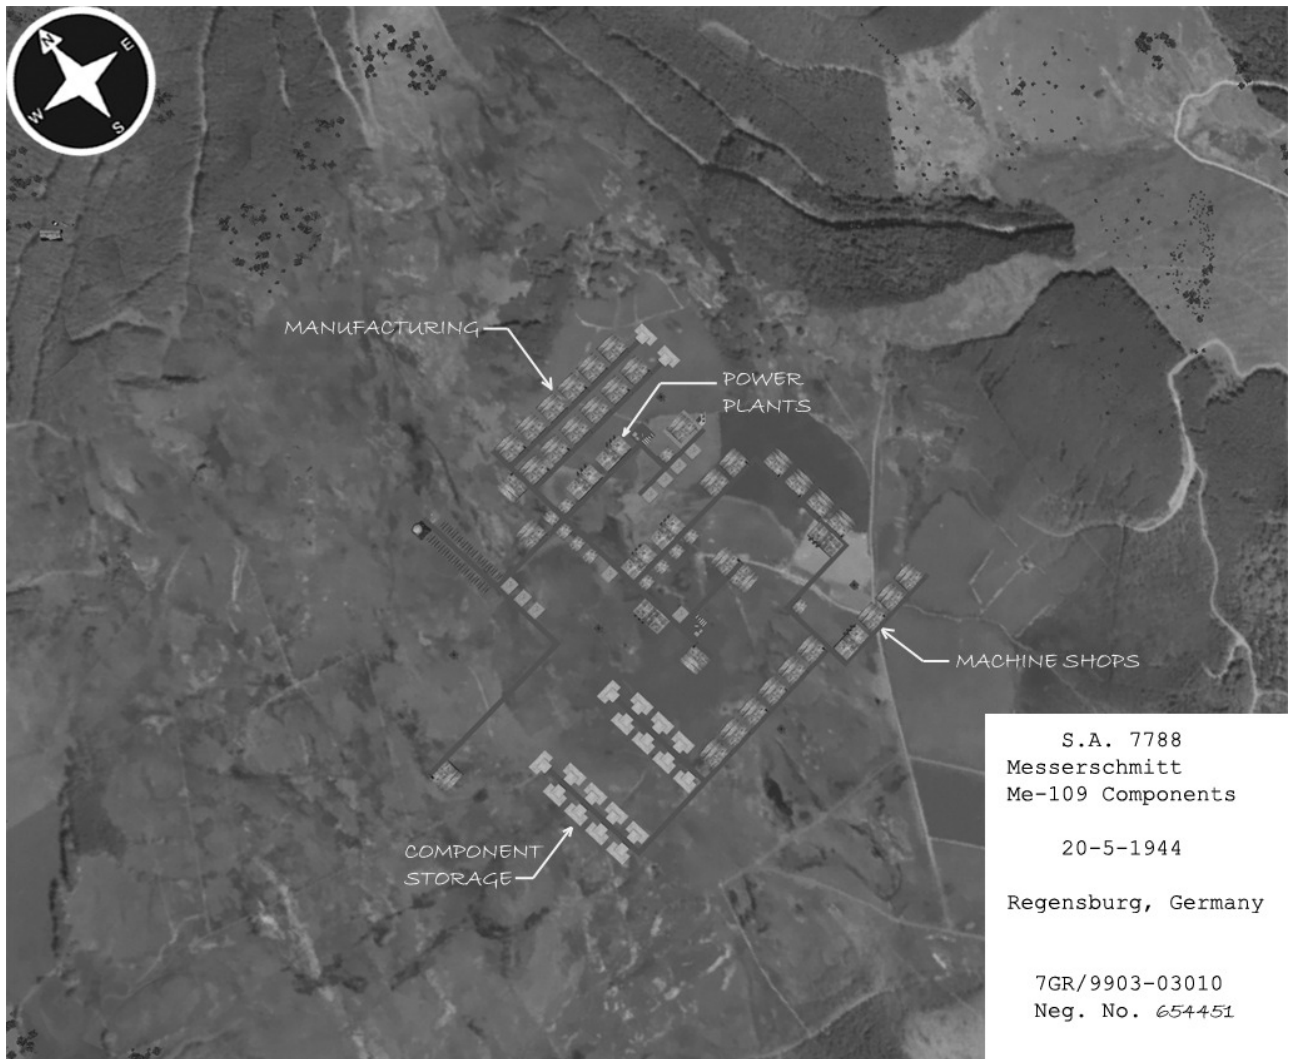 N
E
W
S
MANUFACTURING
POWER
PLANTS
MACHINE SHOPS
COMPONENT
STORAGE
S.A. 7788
Messerschmitt
Me-109 Components
20-5-1944
Regensburg, Germany
7GR/9903-03010
Neg. No. 654451